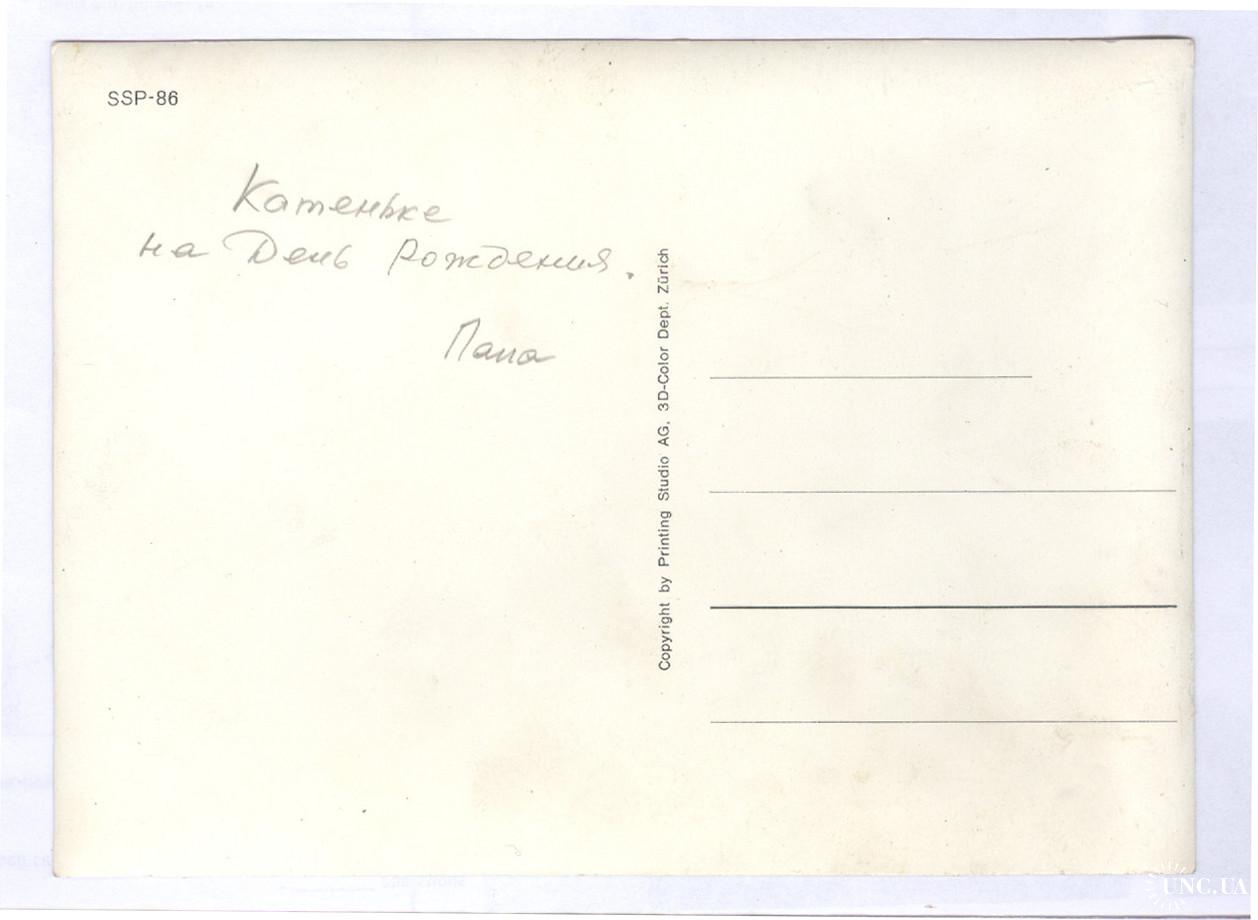 SSP-86
Катеньке
на День рождения.
Папа
Copyright by Printing Studio AG, 3D-Color Dept. Zürich
UNC.UA